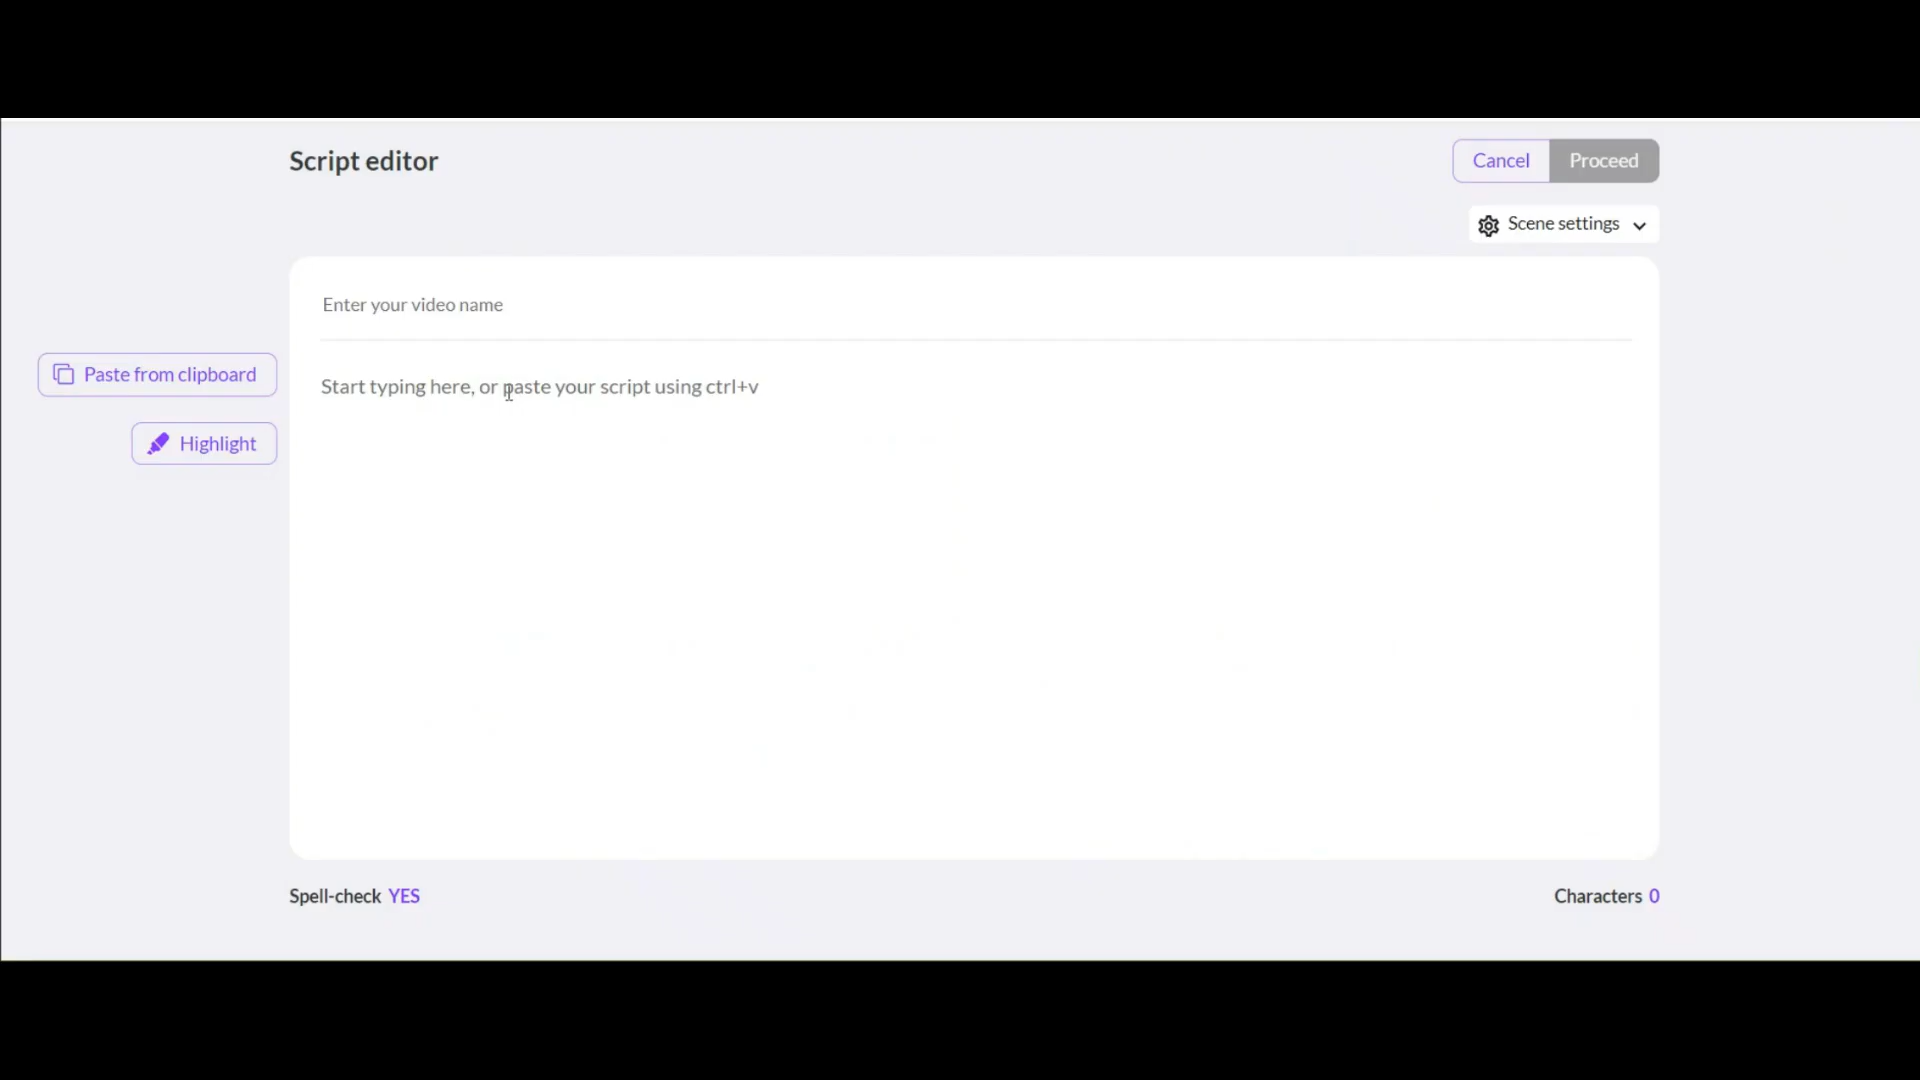 Script editor
Cancel
Proceed
Scene settings
Enter your video name
Paste from clipboard
Start typing here, or paste your script using ctrl+v
Highlight
Spell-check YES
Characters 0